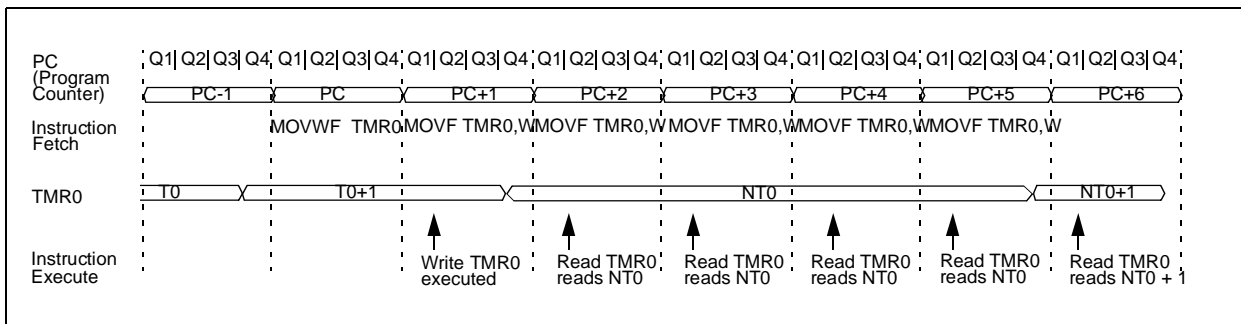 PC (Program Counter) Q1 Q2 Q3 Q4 Q1 Q2 Q3 Q4 Q1 Q2 Q3 Q4 Q1 Q2 Q3 Q4 Q1 Q2 Q3 Q4 Q1 Q2 Q3 Q4 Q1 Q2 Q3 Q4 Q1 Q2 Q3 Q4
PC-1 PC PC+1 PC+2 PC+3 PC+4 PC+5 PC+6
Instruction Fetch MOVWF TMR0 MOVF TMR0,W MOVF TMR0,W MOVF TMR0,W MOVF TMR0,W MOVF TMR0,W
TMR0 T0 T0+1 NT0 NT0+1
Instruction Execute
Write TMR0 executed
Read TMR0 reads NT0
Read TMR0 reads NT0
Read TMR0 reads NT0
Read TMR0 reads NT0
Read TMR0 reads NT0 + 1